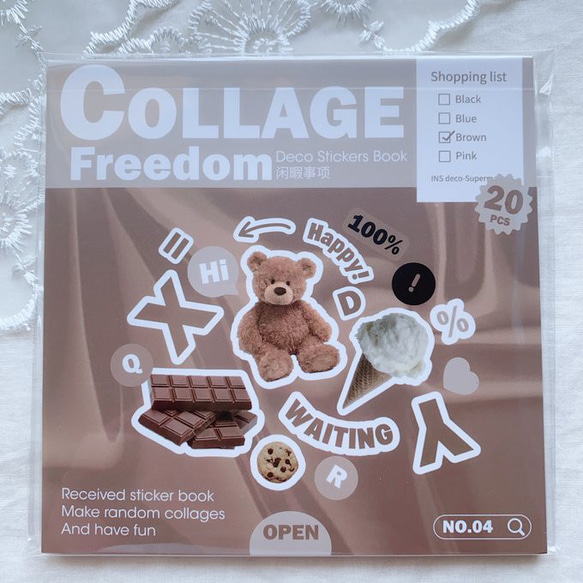 COLLAGE
Freedom
Deco Stickers Book
闲暇事项
Shopping list
Black
Blue
Brown
Pink
INS deco-Superm
20
PCS
Happy!
100%
Hi
!
D
X
%
Q
WAITING
Y
R
Received sticker book
Make random collages
And have fun
OPEN
NO.04